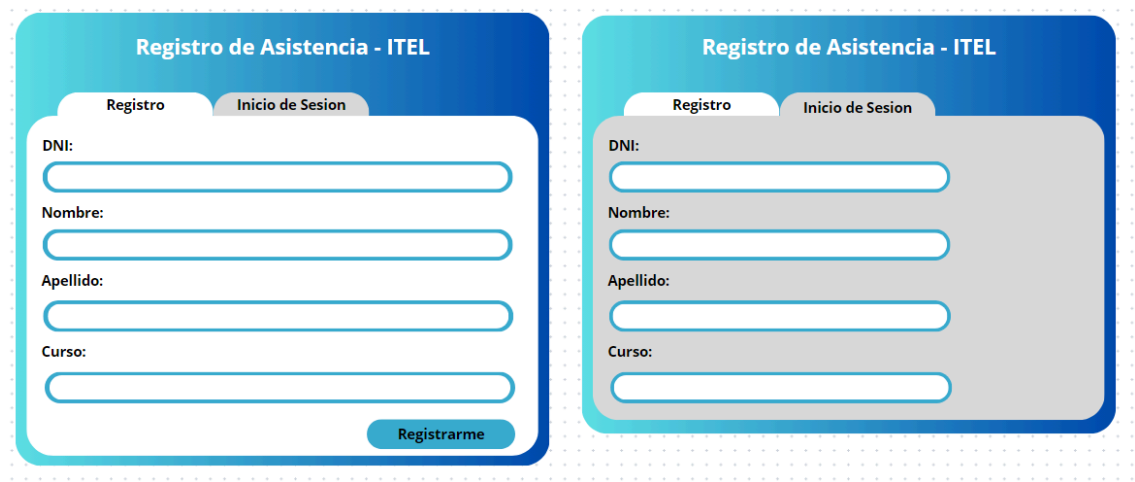 Registro de Asistencia - ITEL
Registro
Inicio de Sesion
DNI:
Nombre:
Apellido:
Curso:
Registrarme
Registro de Asistencia - ITEL
Registro
Inicio de Sesion
DNI:
Nombre:
Apellido:
Curso: